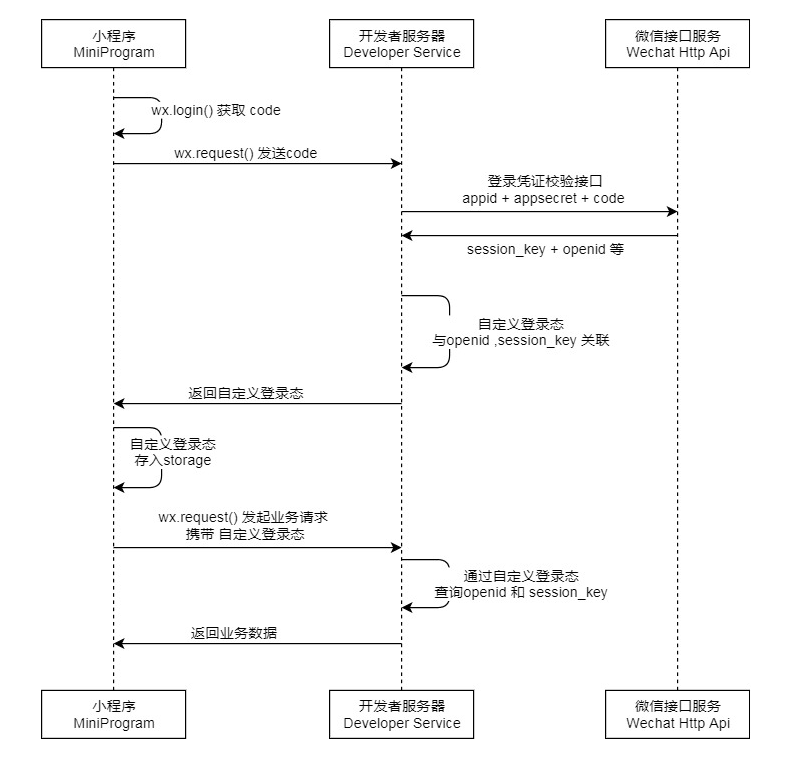 小程序
MiniProgram
开发者服务器
Developer Service
微信接口服务
Wechat Http Api
wx.login() 获取 code
wx.request() 发送code
登录凭证校验接口
appid + appsecret + code
session_key + openid 等
自定义登录态
与openid ,session_key 关联
返回自定义登录态
自定义登录态
存入storage
wx.request() 发起业务请求
携带 自定义登录态
通过自定义登录态
查询openid 和 session_key
返回业务数据
小程序
MiniProgram
开发者服务器
Developer Service
微信接口服务
Wechat Http Api